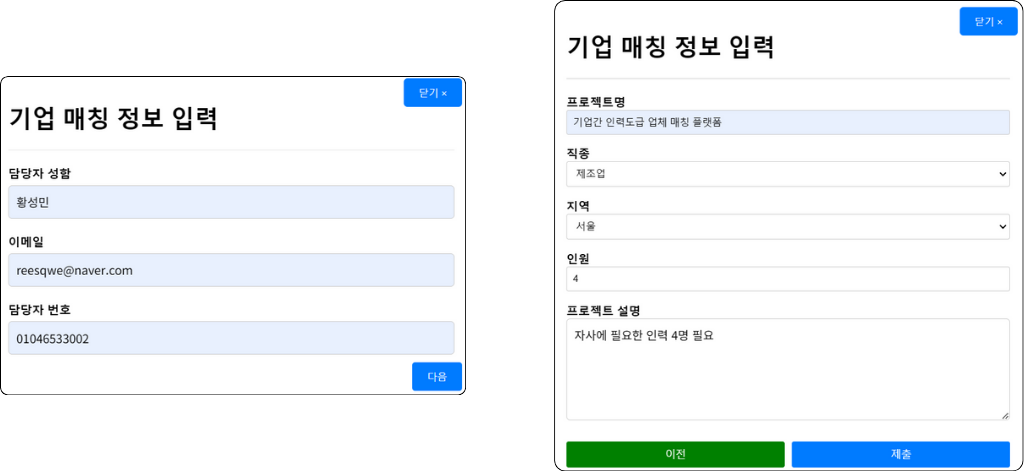 닫기 ×
기업 매칭 정보 입력
담당자 성함
황성민
이메일
reesqwe@naver.com
담당자 번호
01046533002
다음
닫기 ×
기업 매칭 정보 입력
프로젝트명
기업간 인력도급 업체 매칭 플랫폼
직종
제조업
지역
서울
인원
4
프로젝트 설명
자사에 필요한 인력 4명 필요
이전
제출